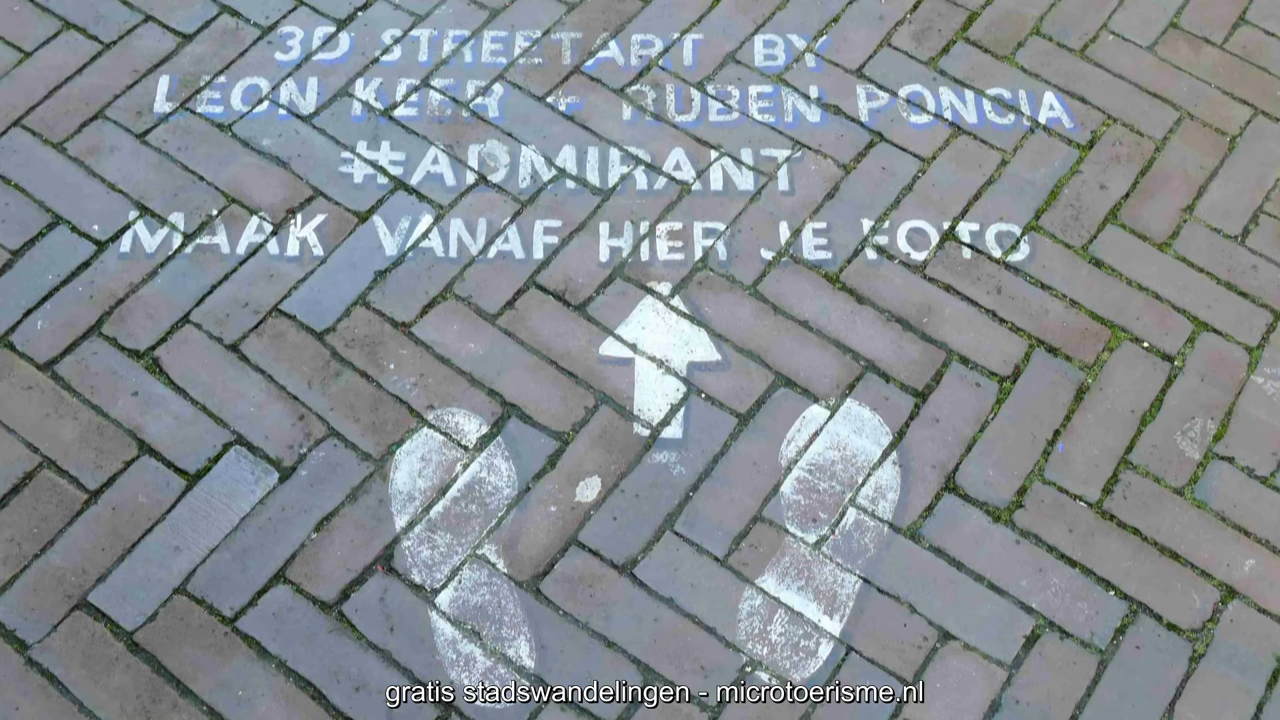 3D STREETART BY
LEON KEER + RUBEN PONCIA
#ADMIRANT
MAAK VANAF HIER JE FOTO
gratis stadswandelingen - microtoerisme.nl